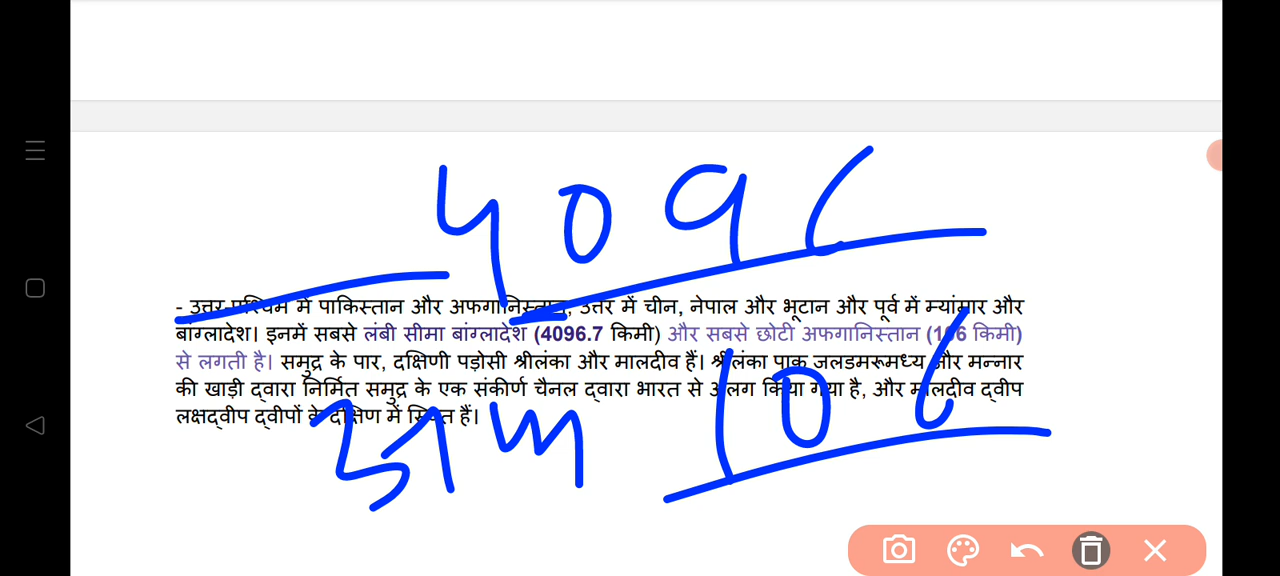 4096
- उत्तर-पश्चिम में पाकिस्तान और अफगानिस्तान, उत्तर में चीन, नेपाल और भूटान और पूर्व में म्यांमार और
बांग्लादेश। इनमें सबसे लंबी सीमा बांग्लादेश (4096.7 किमी) और सबसे छोटी अफगानिस्तान (106 किमी)
से लगती है। समुद्र के पार, दक्षिणी पड़ोसी श्रीलंका और मालदीव हैं। श्रीलंका पाक जलडमरूमध्य और मन्नार
की खाड़ी द्वारा निर्मित समुद्र के एक संकीर्ण चैनल द्वारा भारत से अलग किया गया है, और मालदीव द्वीप
लक्षद्वीप द्वीपों के दक्षिण में स्थित हैं।
106